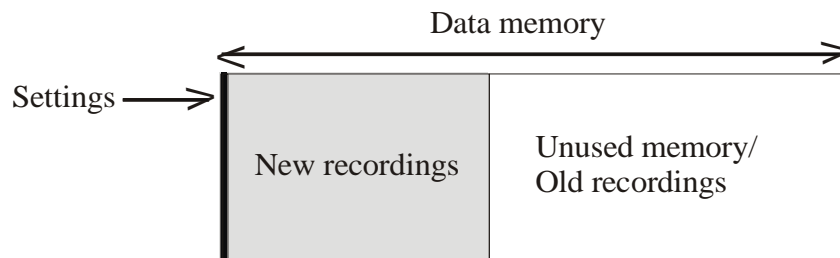 Data memory
Settings
New recordings
Unused memory/
Old recordings